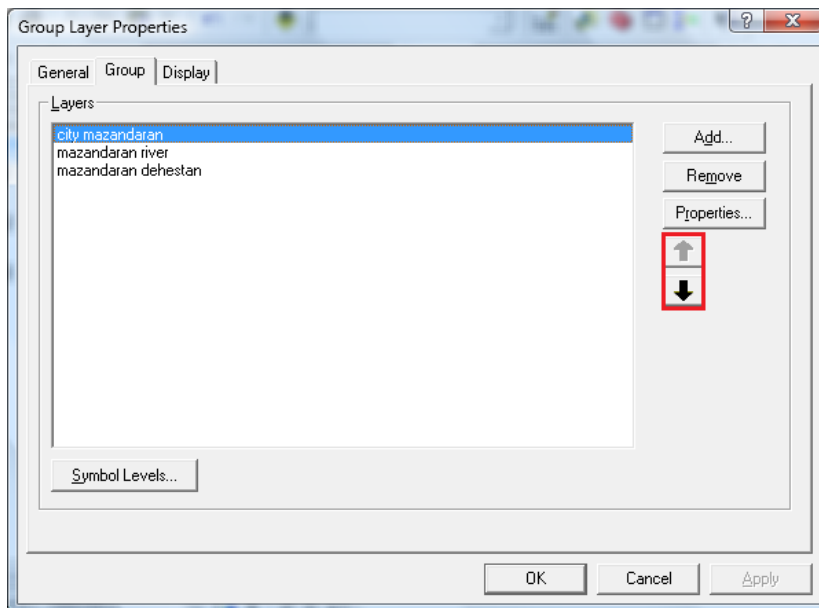 Group Layer Properties
?
General Group Display
Layers
city mazandaran
mazandaran river
mazandaran dehestan
Add...
Remove
Properties...
Symbol Levels...
OK Cancel Apply